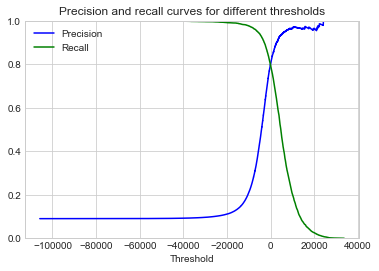 Precision and recall curves for different thresholds
1.0
Precision
Recall
0.8
0.6
0.4
0.2
0.0
-100000 -80000 -60000 -40000 -20000 0 20000 40000
Threshold